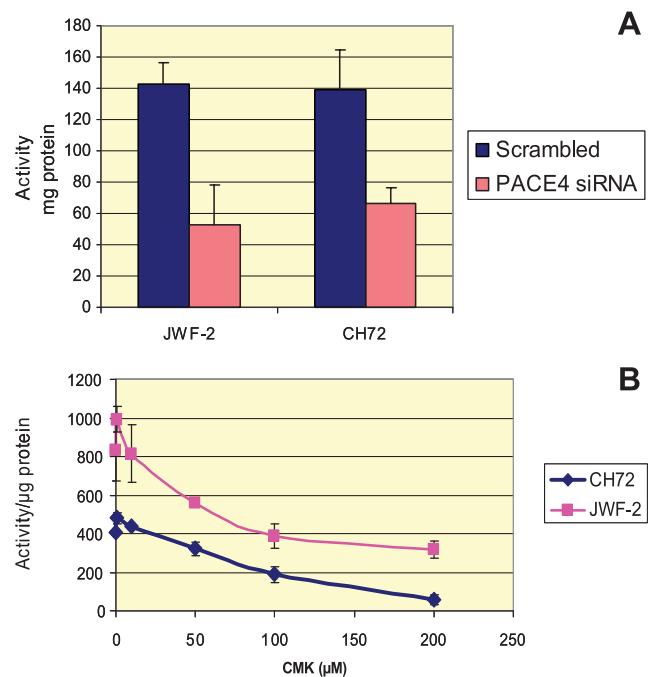 A
180
160
140
120
100
80
60
40
20
0
Activity
mg protein
JWF-2
CH72
Scrambled
PACE4 siRNA
B
1200
1000
800
600
400
200
0
Activity/µg protein
0
50
100
150
200
250
CMK (µM)
CH72
JWF-2